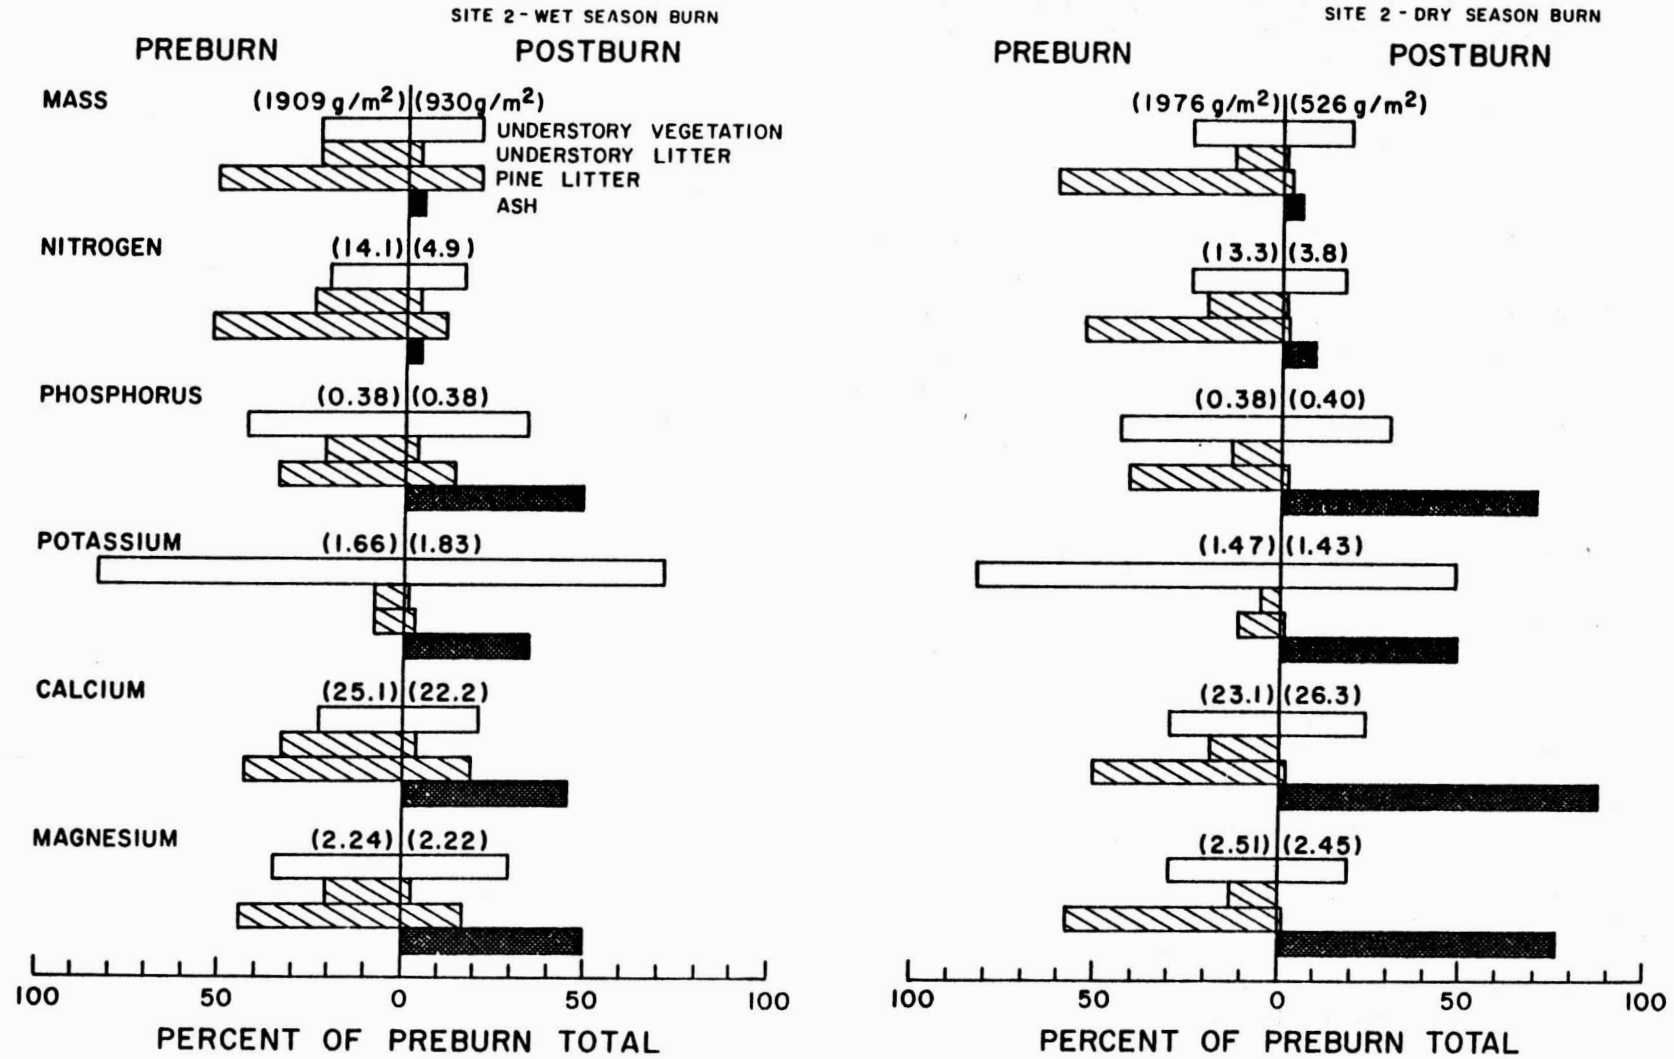 SITE 2 - WET SEASON BURN
PREBURN POSTBURN
MASS (1909 g/m2) (930g/m2)
UNDERSTORY VEGETATION
UNDERSTORY LITTER
PINE LITTER
ASH
NITROGEN (14.1) (4.9)
PHOSPHORUS (0.38) (0.38)
POTASSIUM (1.66) (1.83)
CALCIUM (25.1) (22.2)
MAGNESIUM (2.24) (2.22)
100 50 0 50 100
PERCENT OF PREBURN TOTAL
SITE 2 - DRY SEASON BURN
PREBURN POSTBURN
(1976 g/m2) (526 g/m2)
(13.3) (3.8)
(0.38) (0.40)
(1.47) (1.43)
(23.1) (26.3)
(2.51) (2.45)
100 50 0 50 100
PERCENT OF PREBURN TOTAL